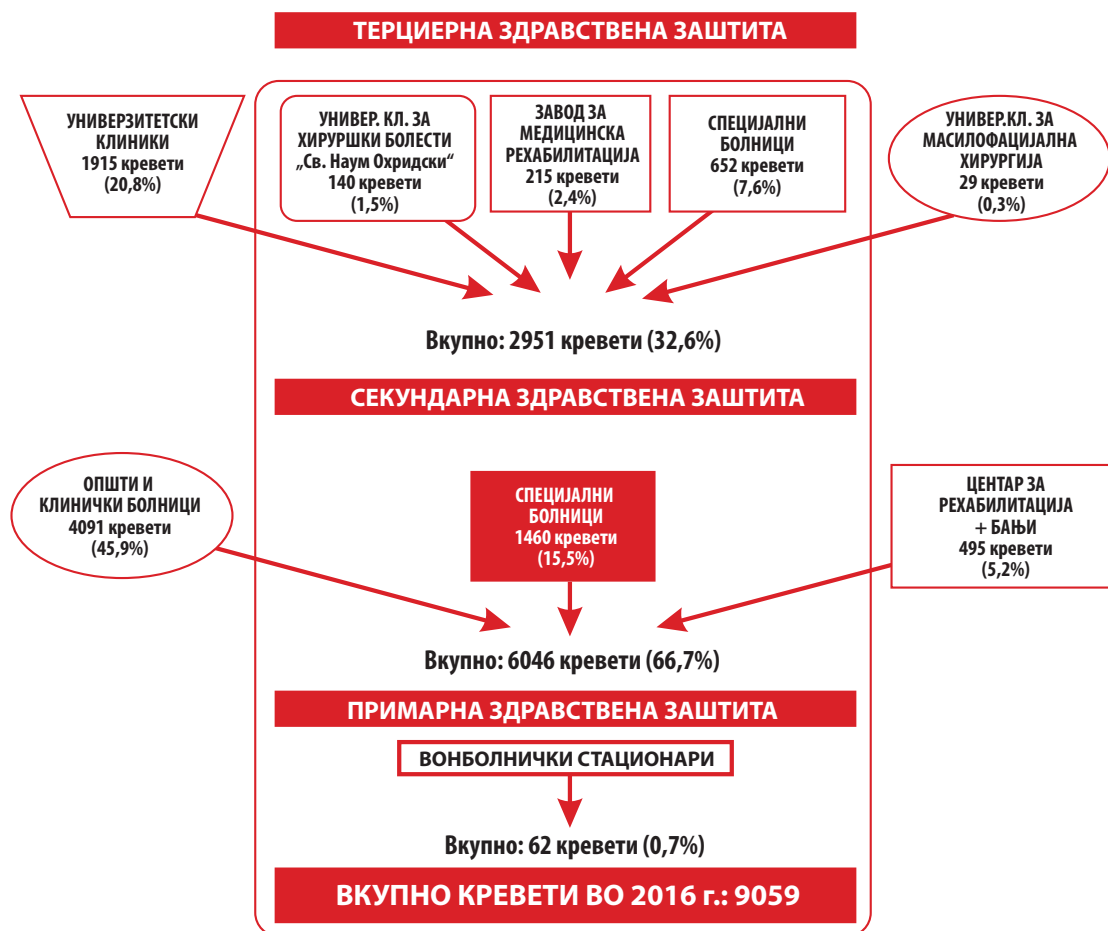 ТЕРЦИЕРНА ЗДРАВСТВЕНА ЗАШТИТА
УНИВЕРЗИТЕТСКИ
КЛИНИКИ
1915 кревети
(20,8%)
УНИВЕР. КЛ. ЗА
ХИРУРШКИ БОЛЕСТИ
„Св. Наум Охридски“
140 кревети
(1,5%)
ЗАВОД ЗА
МЕДИЦИНСКА
РЕХАБИЛИТАЦИЈА
215 кревети
(2,4%)
СПЕЦИЈАЛНИ
БОЛНИЦИ
652 кревети
(7,6%)
УНИВЕР.КЛ. ЗА
МАСИЛОФАЦИЈАЛНА
ХИРУРГИЈА
29 кревети
(0,3%)
Вкупно: 2951 кревети (32,6%)
СЕКУНДАРНА ЗДРАВСТВЕНА ЗАШТИТА
ОПШТИ И
КЛИНИЧКИ БОЛНИЦИ
4091 кревети
(45,9%)
СПЕЦИЈАЛНИ
БОЛНИЦИ
1460 кревети
(15,5%)
ЦЕНТАР ЗА
РЕХАБИЛИТАЦИЈА
+ БАЊИ
495 кревети
(5,2%)
Вкупно: 6046 кревети (66,7%)
ПРИМАРНА ЗДРАВСТВЕНА ЗАШТИТА
ВОНБОЛНИЧКИ СТАЦИОНАРИ
Вкупно: 62 кревети (0,7%)
ВКУПНО КРЕВЕТИ ВО 2016 г.: 9059